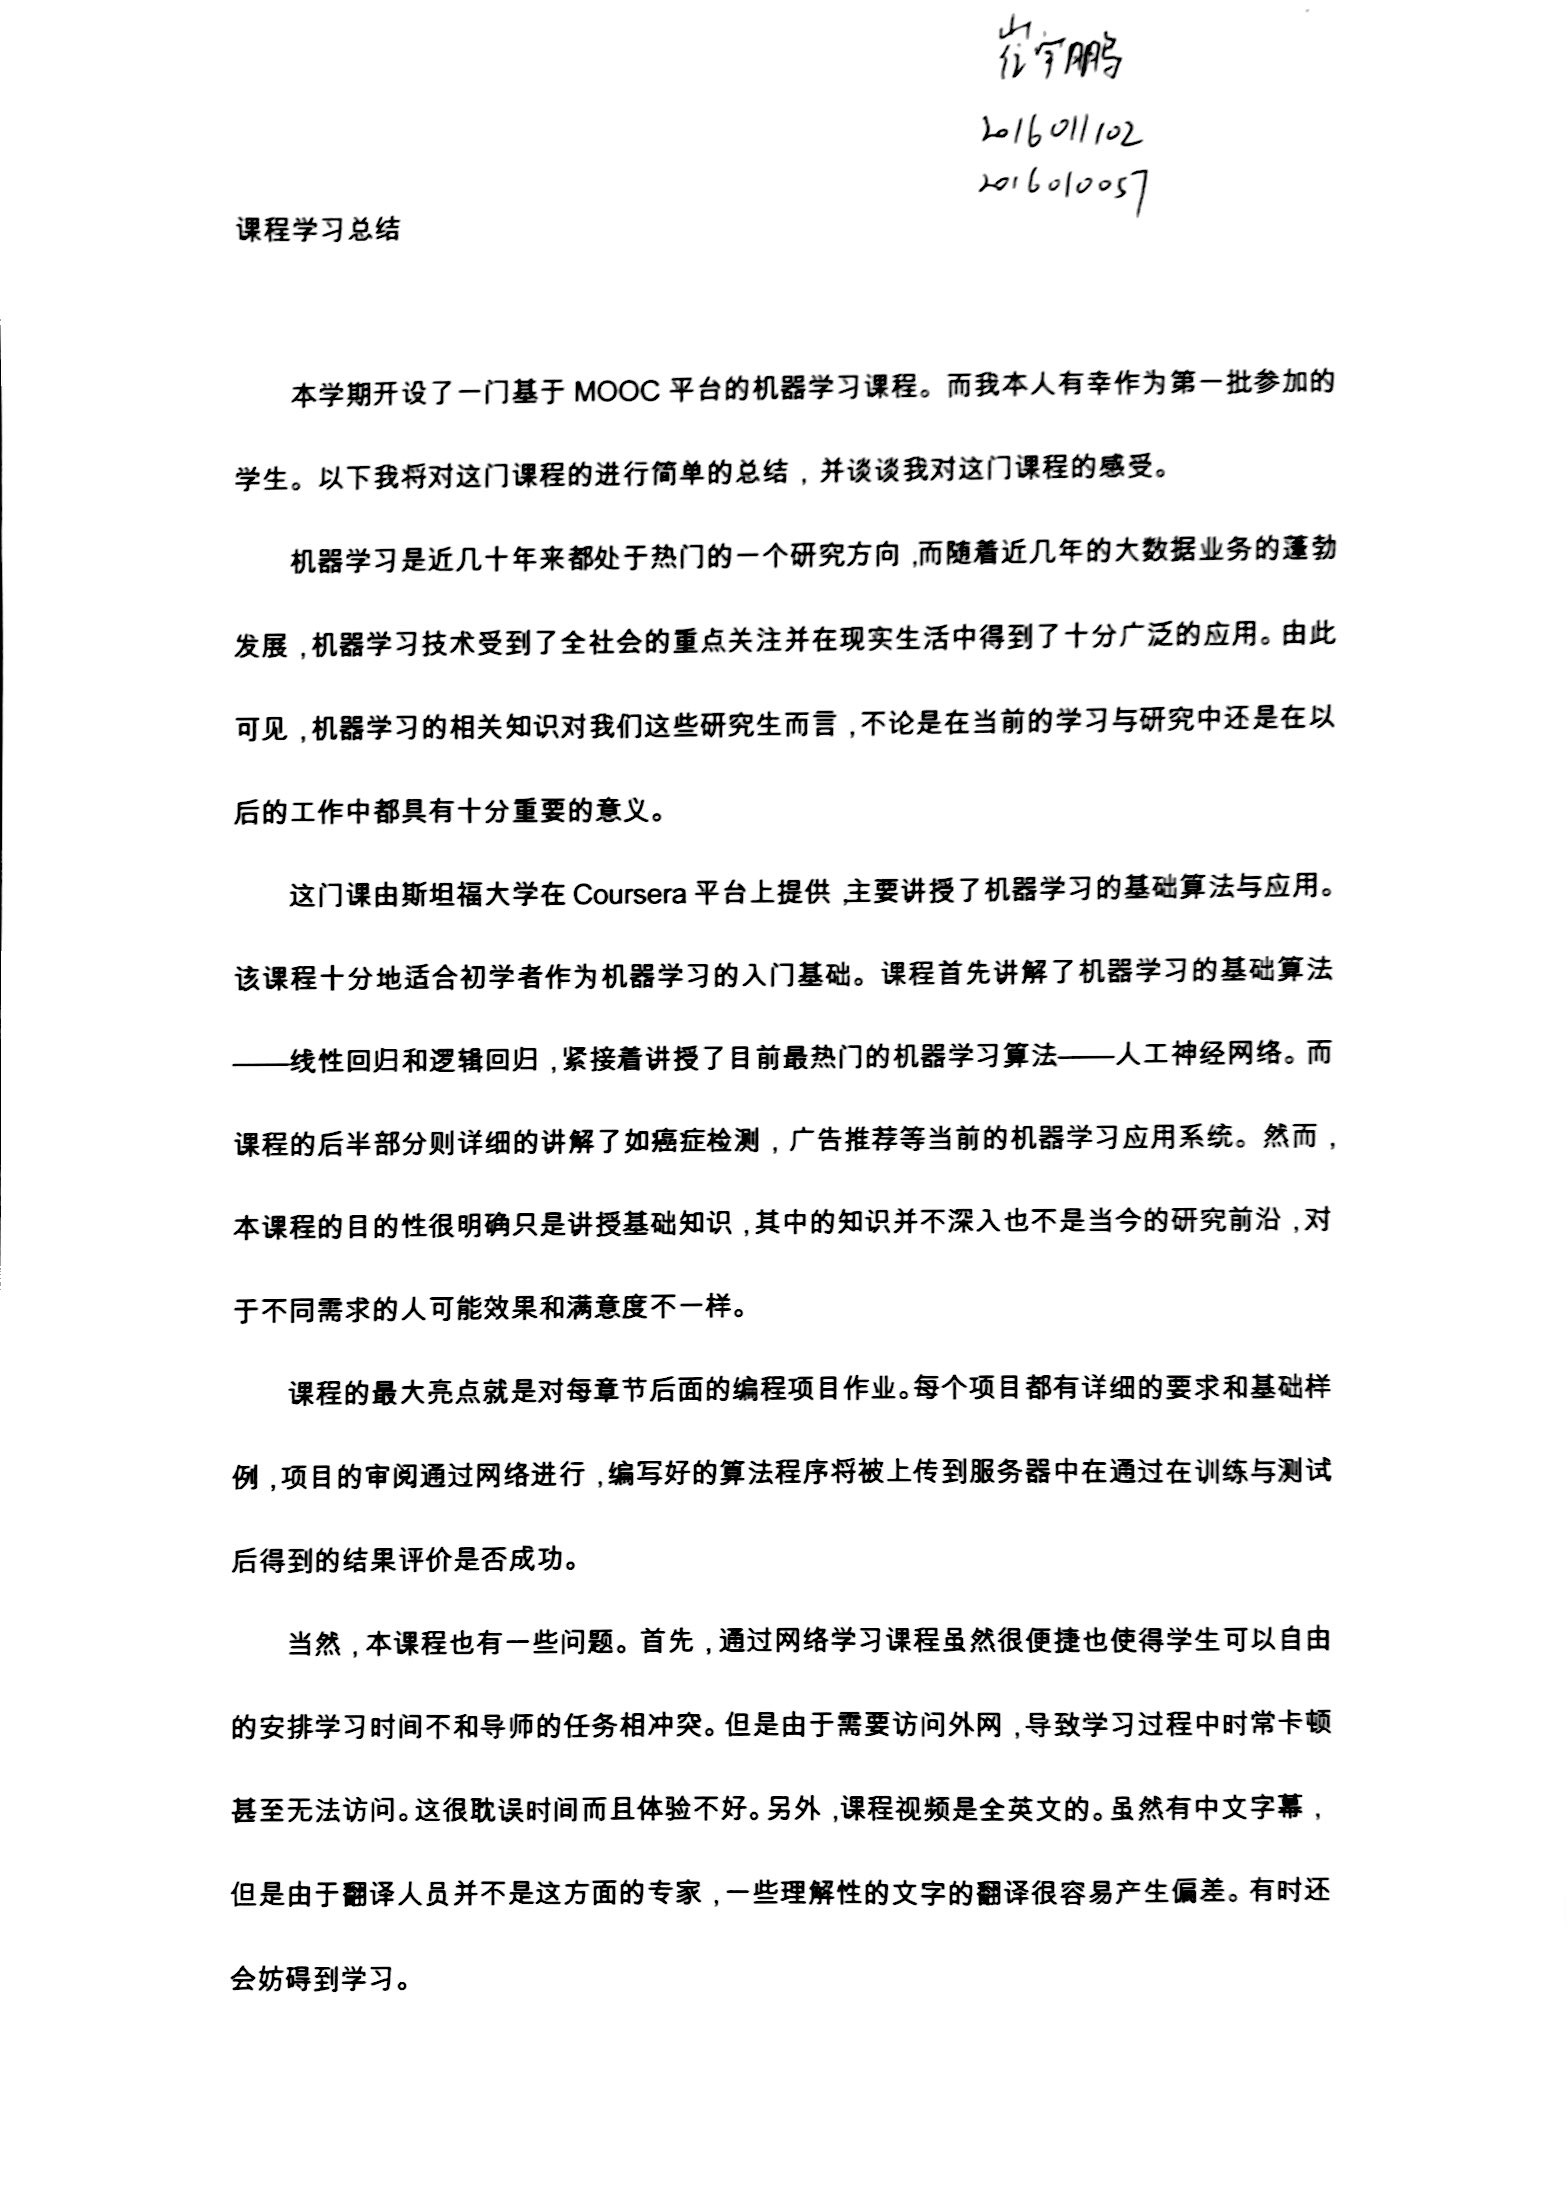 崔宇鹏
2016011102
2016010057
课程学习总结
本学期开设了一门基于 MOOC 平台的机器学习课程。而我本人有幸作为第一批参加的
学生。以下我将对这门课程的进行简单的总结，并谈谈我对这门课程的感受。
机器学习是近几十年来都处于热门的一个研究方向，而随着近几年的大数据业务的蓬勃
发展，机器学习技术受到了全社会的重点关注并在现实生活中得到了十分广泛的应用。由此
可见，机器学习的相关知识对我们这些研究生而言，不论是在当前的学习与研究中还是在以
后的工作中都具有十分重要的意义。
这门课由斯坦福大学在 Coursera 平台上提供，主要讲授了机器学习的基础算法与应用。
该课程十分地适合初学者作为机器学习的入门基础。课程首先讲解了机器学习的基础算法
——线性回归和逻辑回归，紧接着讲授了目前最热门的机器学习算法——人工神经网络。而
课程的后半部分则详细的讲解了如癌症检测，广告推荐等当前的机器学习应用系统。然而，
本课程的目的性很明确只是讲授基础知识，其中的知识并不深入也不是当今的研究前沿，对
于不同需求的人可能效果和满意度不一样。
课程的最大亮点就是对每章节后面的编程项目作业。每个项目都有详细的要求和基础样
例，项目的审阅通过网络进行，编写好的算法程序将被上传到服务器中在通过在训练与测试
后得到的结果评价是否成功。
当然，本课程也有一些问题。首先，通过网络学习课程虽然很便捷也使得学生可以自由
的安排学习时间不和导师的任务相冲突。但是由于需要访问外网，导致学习过程中时常卡顿
甚至无法访问。这很耽误时间而且体验不好。另外，课程视频是全英文的。虽然有中文字幕，
但是由于翻译人员并不是这方面的专家，一些理解性的文字的翻译很容易产生偏差。有时还
会妨碍到学习。